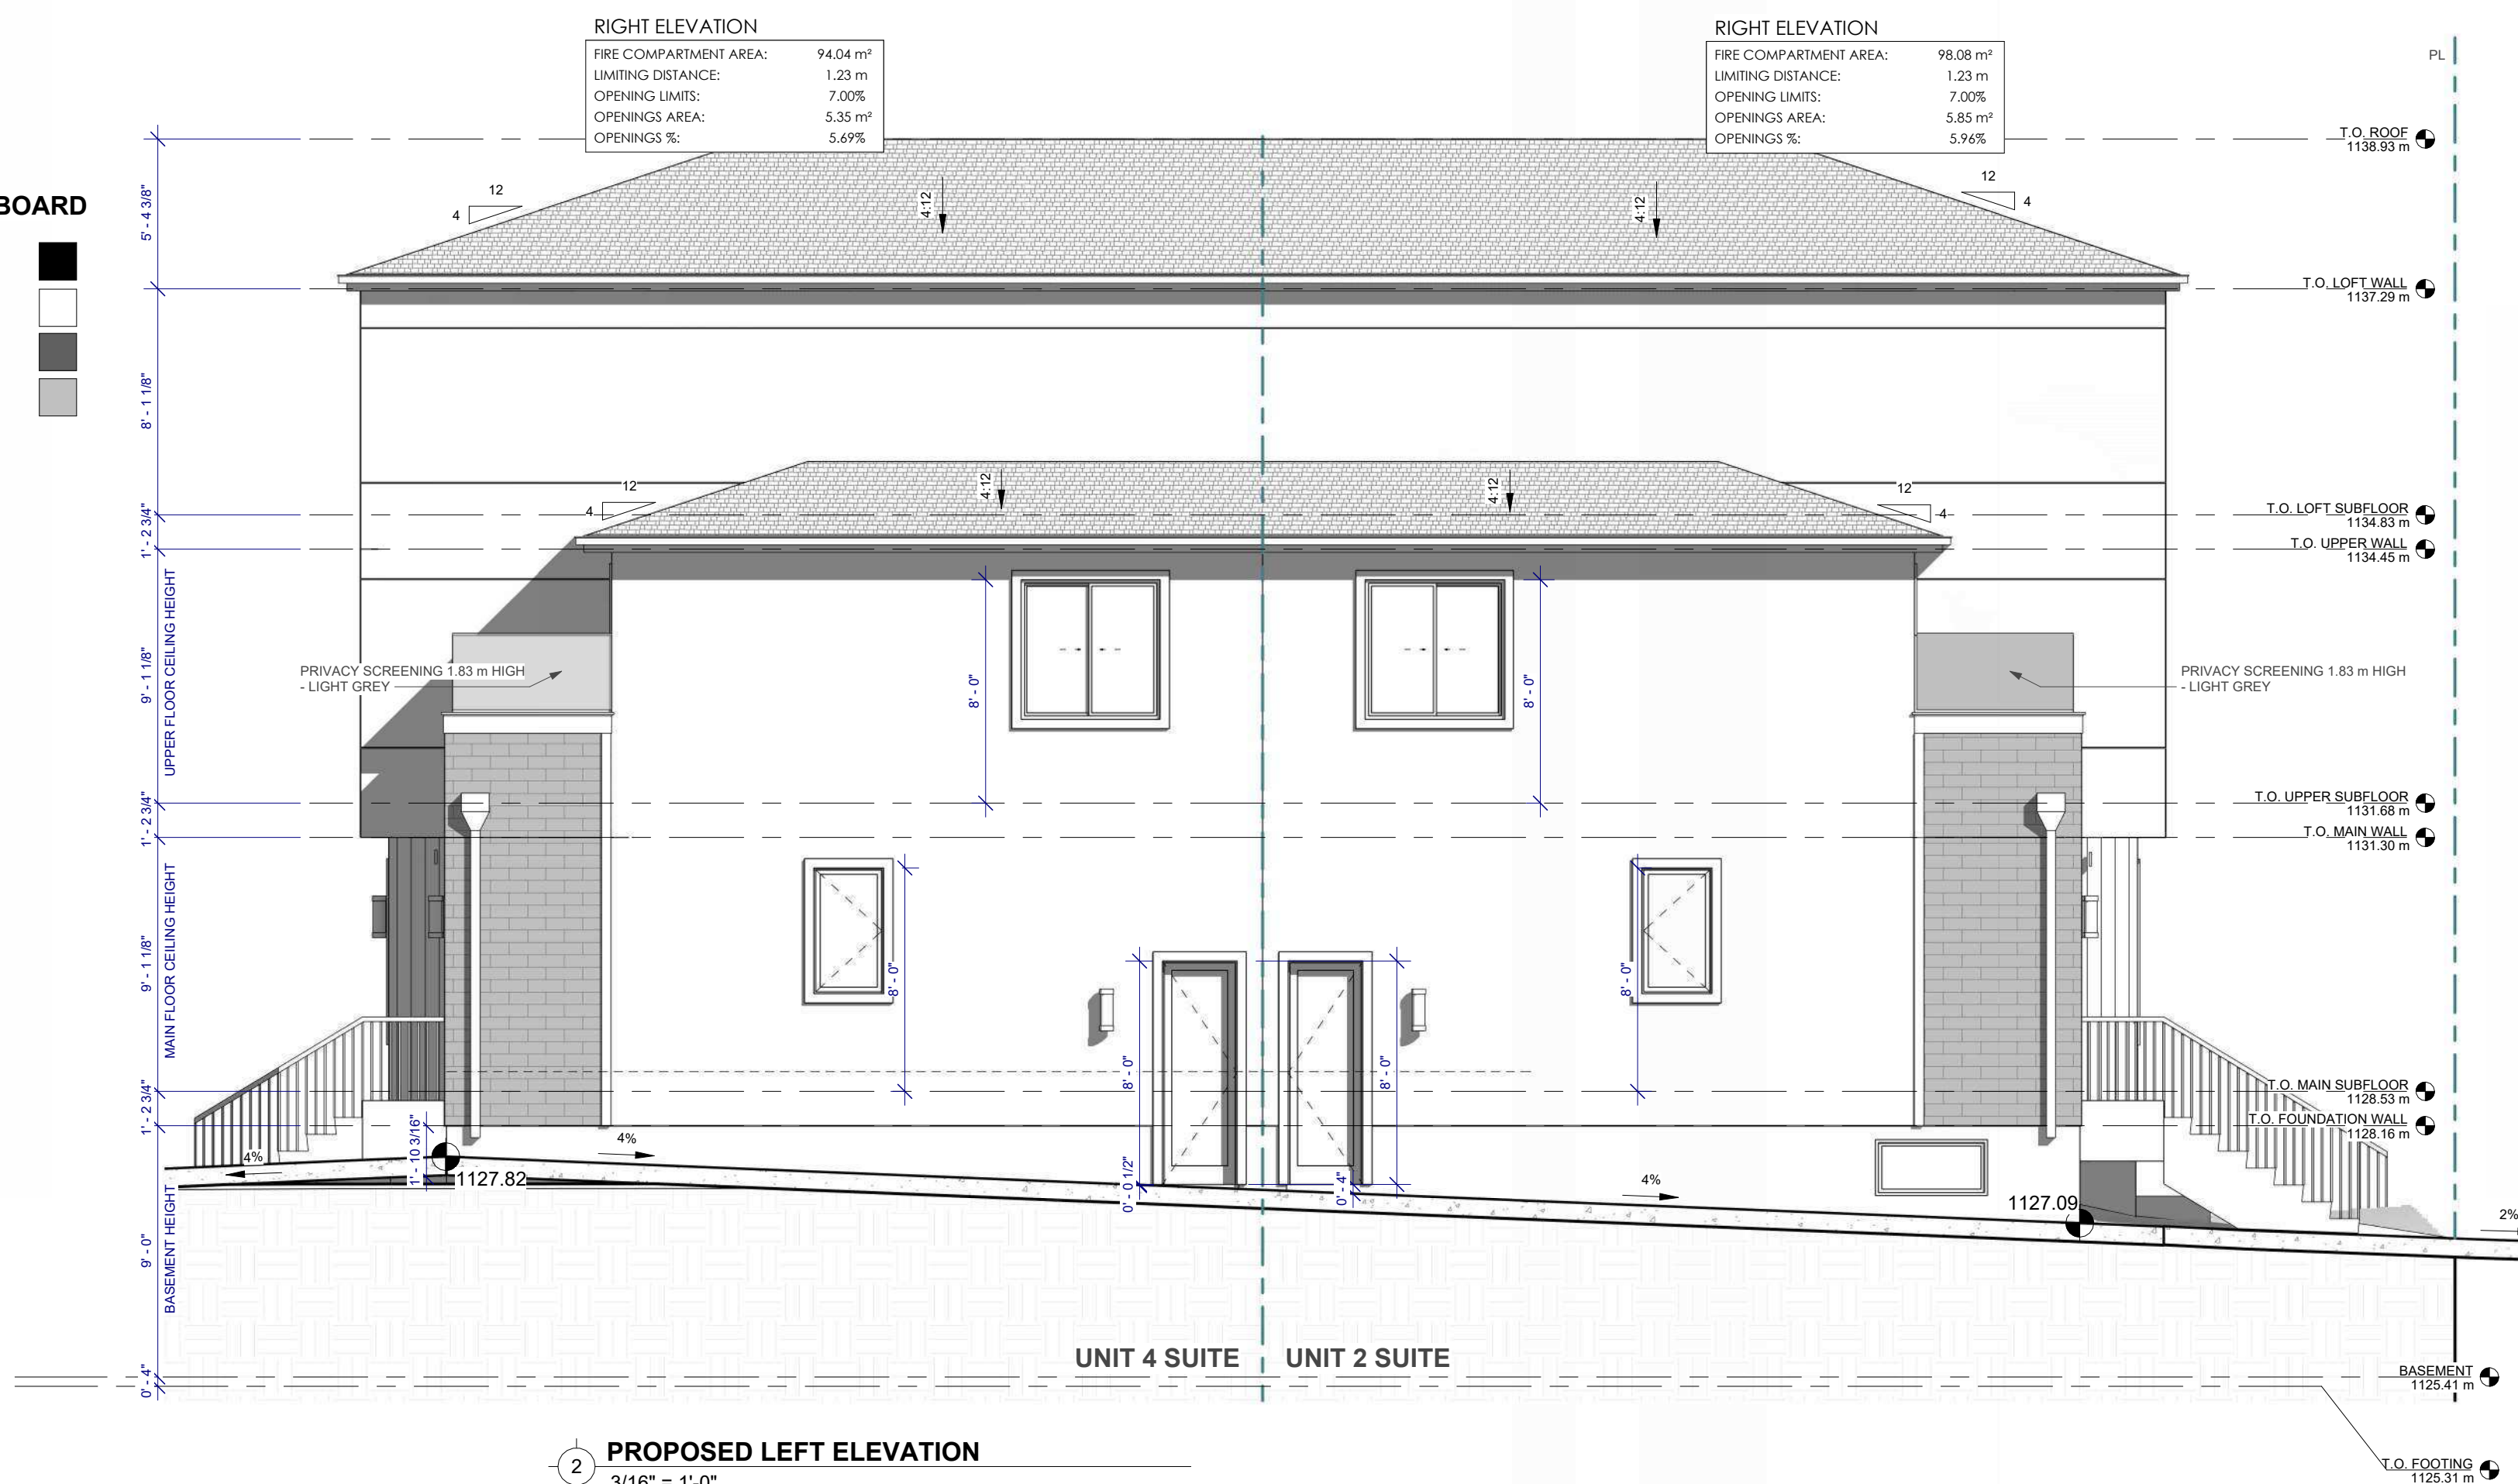 RIGHT ELEVATION
FIRE COMPARTMENT AREA: 94.04 m²
LIMITING DISTANCE: 1.23 m
OPENING LIMITS: 7.00%
OPENINGS AREA: 5.35 m²
OPENINGS %: 5.69%
RIGHT ELEVATION
FIRE COMPARTMENT AREA: 98.08 m²
LIMITING DISTANCE: 1.23 m
OPENING LIMITS: 7.00%
OPENINGS AREA: 5.85 m²
OPENINGS %: 5.96%
PL
T.O. ROOF
1138.93 m
BOARD
5' - 4 3/8"
12
4
4:12
4:12
12
4
T.O. LOFT WALL
1137.29 m
8' - 1 1/8"
12
4
4:12
4:12
12
4
T.O. LOFT SUBFLOOR
1134.83 m
1' - 2 3/4"
T.O. UPPER WALL
1134.45 m
9' - 1 1/8"
UPPER FLOOR CEILING HEIGHT
PRIVACY SCREENING 1.83 m HIGH
- LIGHT GREY
8' - 0"
8' - 0"
PRIVACY SCREENING 1.83 m HIGH
- LIGHT GREY
1' - 2 3/4"
T.O. UPPER SUBFLOOR
1131.68 m
T.O. MAIN WALL
1131.30 m
9' - 1 1/8"
MAIN FLOOR CEILING HEIGHT
8' - 0"
8' - 0"
8' - 0"
8' - 0"
1' - 2 3/4"
T.O. MAIN SUBFLOOR
1128.53 m
T.O. FOUNDATION WALL
1128.16 m
4%
1' - 10 3/16"
1127.82
4%
0' - 0 1/2"
0' - 4"
4%
1127.09
2%
9' - 0"
BASEMENT HEIGHT
UNIT 4 SUITE
UNIT 2 SUITE
0' - 4"
BASEMENT
1125.41 m
2
PROPOSED LEFT ELEVATION
3/16" = 1'-0"
T.O. FOOTING
1125.31 m